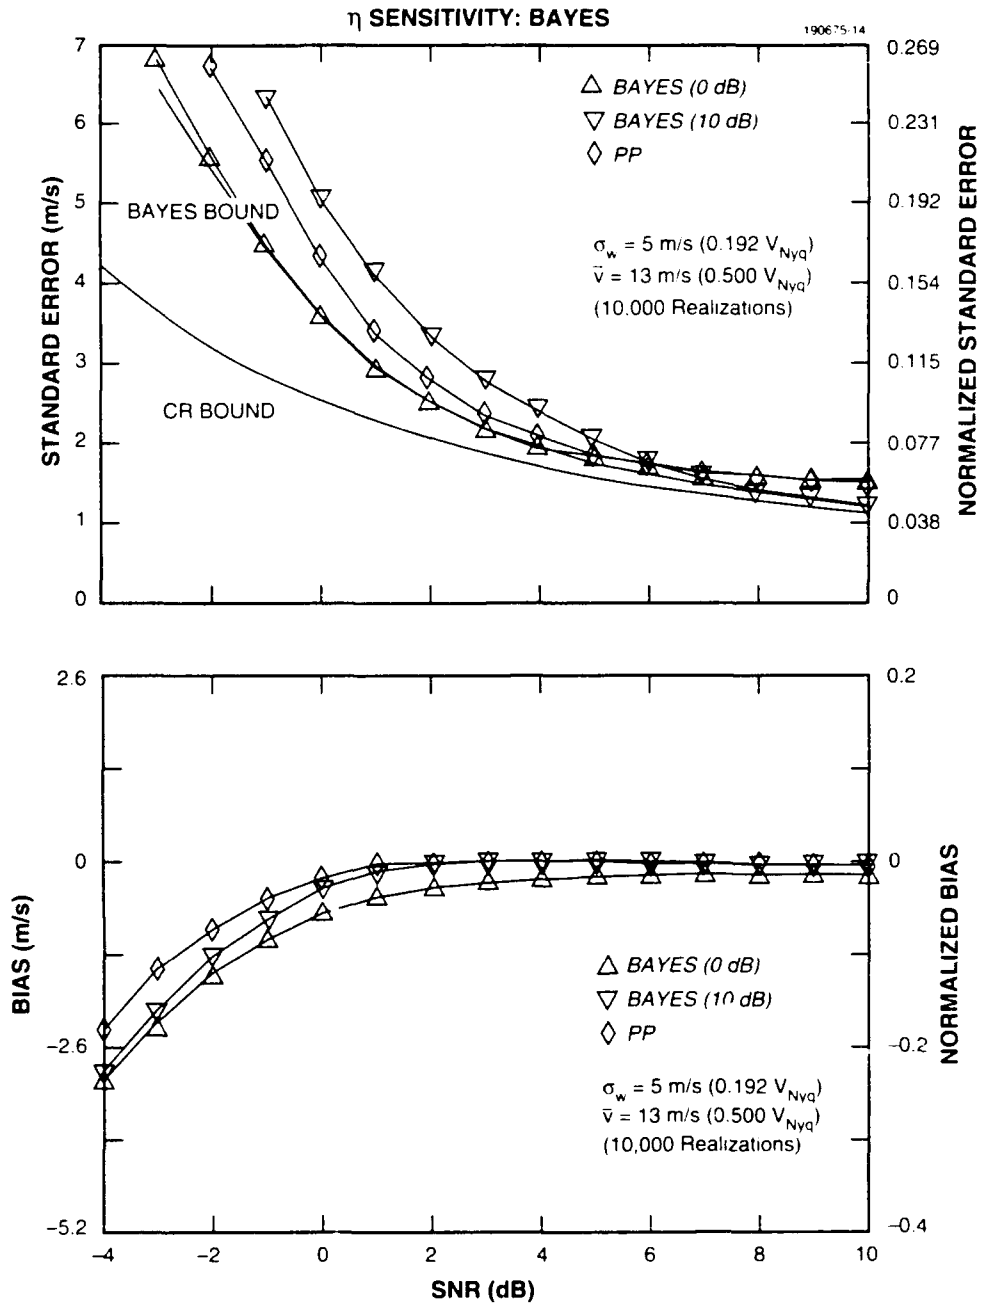 η SENSITIVITY: BAYES
190675-14
7
6
5
4
3
2
1
0
STANDARD ERROR (m/s)
BAYES BOUND
CR BOUND
BAYES (0 dB)
BAYES (10 dB)
PP
σw = 5 m/s (0.192 VNyq)
v̄ = 13 m/s (0.500 VNyq)
(10.000 Realizations)
0.269
0.231
0.192
0.154
0.115
0.077
0.038
0
NORMALIZED STANDARD ERROR
2.6
0
-2.6
-5.2
BIAS (m/s)
BAYES (0 dB)
BAYES (10 dB)
PP
σw = 5 m/s (0.192 VNyq)
v̄ = 13 m/s (0.500 VNyq)
(10,000 Realizations)
0.2
0
-0.2
-0.4
NORMALIZED BIAS
-4 -2 0 2 4 6 8 10
SNR (dB)